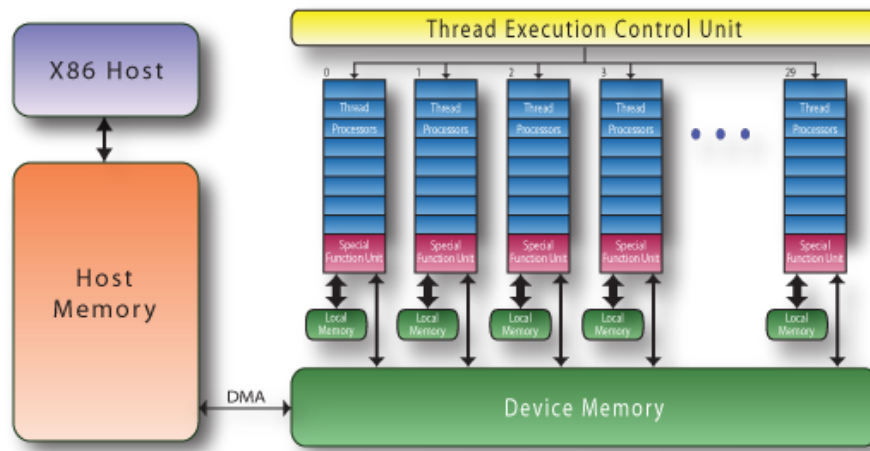 Thread Execution Control Unit
X86 Host
0
1
2
3
29
Thread
Processors
Thread
Processors
Thread
Processors
Thread
Processors
Thread
Processors
Special
Function Unit
Special
Function Unit
Special
Function Unit
Special
Function Unit
Special
Function Unit
Host
Memory
Local
Memory
Local
Memory
Local
Memory
Local
Memory
Local
Memory
DMA
Device Memory